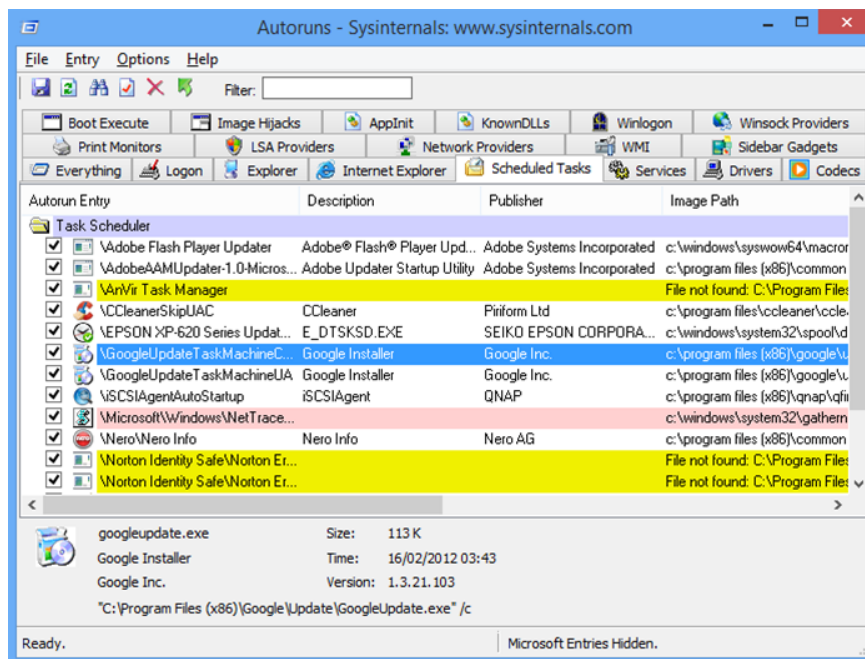 Autoruns - Sysinternals: www.sysinternals.com
File Entry Options Help
Filter:
Boot Execute Image Hijacks AppInit KnownDLLs Winlogon Winsock Providers
Print Monitors LSA Providers Network Providers WMI Sidebar Gadgets
Everything Logon Explorer Internet Explorer Scheduled Tasks Services Drivers Codecs
Autorun Entry Description Publisher Image Path
Task Scheduler
\Adobe Flash Player Updater Adobe® Flash® Player Upd... Adobe Systems Incorporated c:\windows\syswow64\macror
\AdobeAAMUpdater-1.0-Micros... Adobe Updater Startup Utility Adobe Systems Incorporated c:\program files (x86)\common
\AnVir Task Manager File not found: C:\Program Files
\CCleanerSkipUAC CCleaner Piriform Ltd c:\program files\ccleaner\ccle
\EPSON XP-620 Series Updat... E_DTSKSD.EXE SEIKO EPSON CORPORA... c:\windows\system32\spool\d
\GoogleUpdateTaskMachineC... Google Installer Google Inc. c:\program files (x86)\google\u
\GoogleUpdateTaskMachineUA Google Installer Google Inc. c:\program files (x86)\google\u
\iSCSIAgentAutoStartup iSCSIAgent QNAP c:\program files (x86)\qnap\qfi
\Microsoft\Windows\NetTrace... c:\windows\system32\gathern
\Nero\Nero Info Nero Info Nero AG c:\program files (x86)\common
\Norton Identity Safe\Norton Er... File not found: C:\Program Files
\Norton Identity Safe\Norton Er... File not found: C:\Program Files
googleupdate.exe Size: 113 K
Google Installer Time: 16/02/2012 03:43
Google Inc. Version: 1.3.21.103
"C:\Program Files (x86)\Google\Update\GoogleUpdate.exe" /c
Ready. Microsoft Entries Hidden.